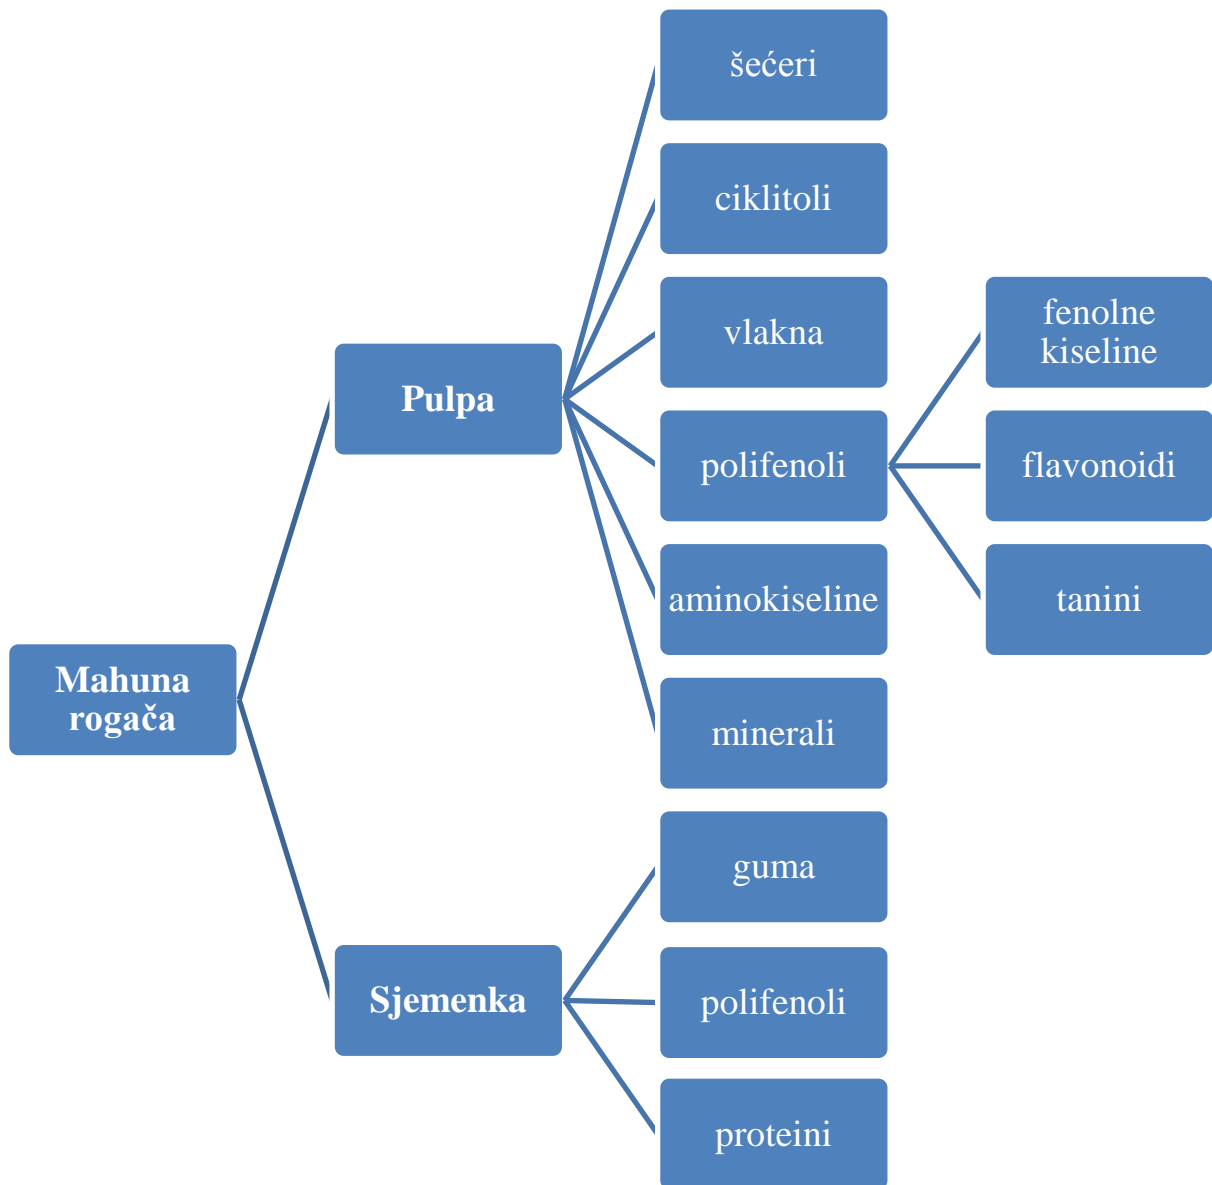 šećeri
ciklitoli
vlakna
fenolne
kiseline
Pulpa
polifenoli
flavonoidi
aminokiseline
tanini
Mahuna
rogača
minerali
guma
Sjemenka
polifenoli
proteini